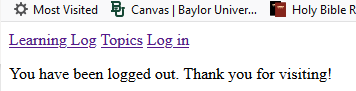 Most Visited BU Canvas | Baylor Univer... Holy Bible R
Learning Log Topics Log in
You have been logged out. Thank you for visiting!